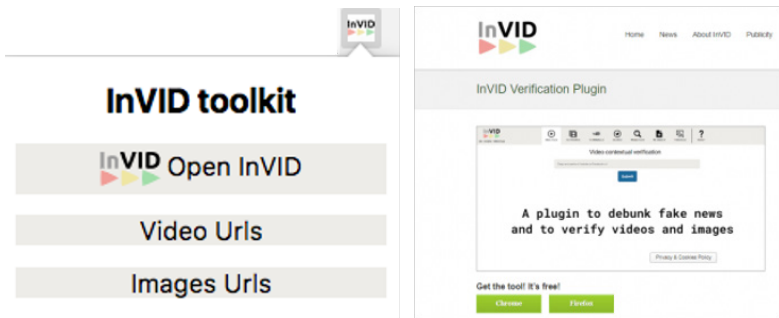 InVID
InVID toolkit
InVID Open InVID
Video Urls
Images Urls
InVID
Home News About InVID Publicity
InVID Verification Plugin
InVID
Video contextual verification
Submit
A plugin to debunk fake news
and to verify videos and images
Privacy & Cookies Policy
Get the tool! It's free!
Chrome Firefox